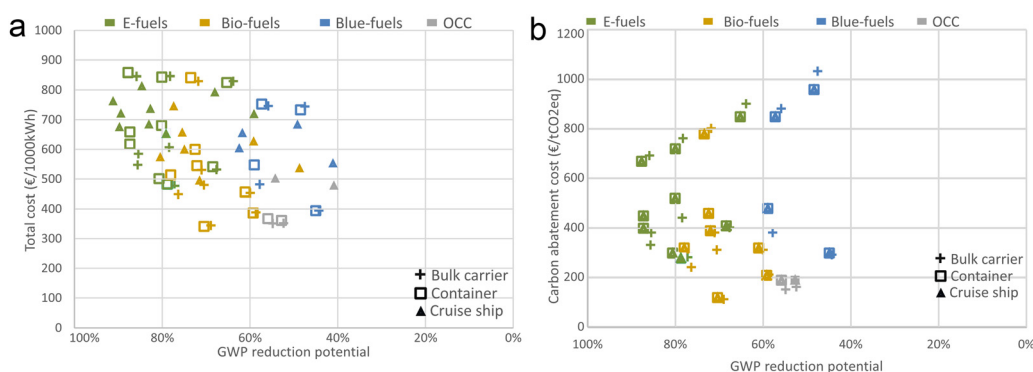 a
E-fuels Bio-fuels Blue-fuels OCC
Total cost (€/1000kWh)
1000
900
800
700
600
500
400
300
200
100
0
Bulk carrier
Container
Cruise ship
100% 80% 60% 40% 20% 0%
GWP reduction potential
b
E-fuels Bio-fuels Blue-fuels OCC
Carbon abatement cost (€/tCO2eq)
1200
1000
800
600
400
200
0
Bulk carrier
Container
Cruise ship
100% 80% 60% 40% 20% 0%
GWP reduction potential